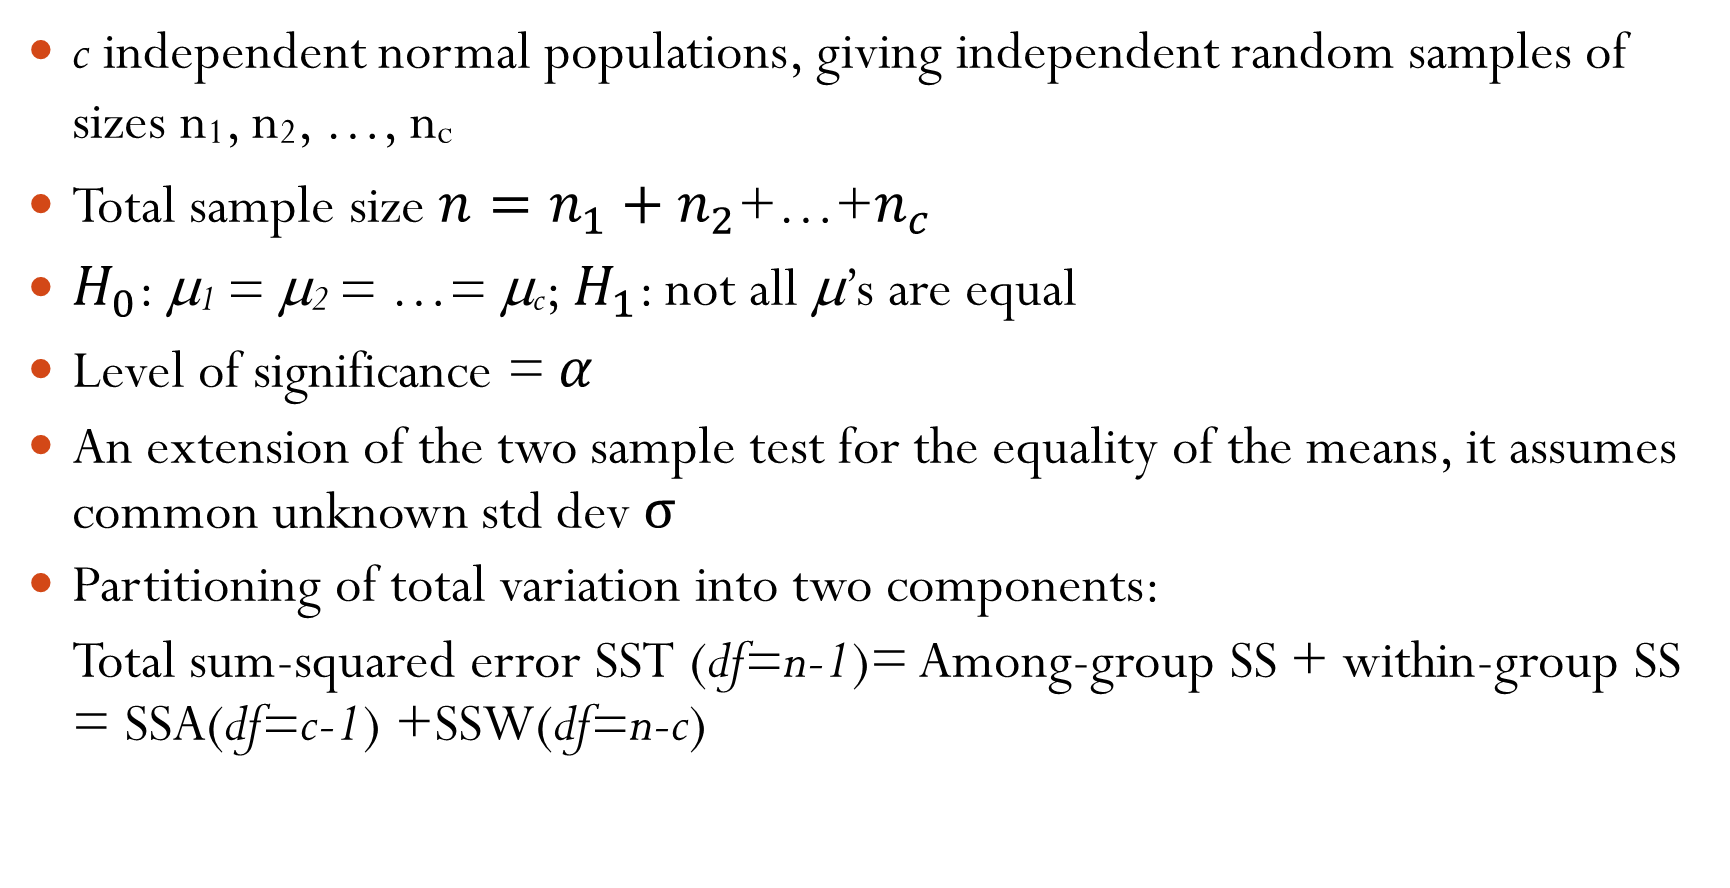 • c independent normal populations, giving independent random samples of
sizes n₁, n₂, …, n_c
• Total sample size n = n₁ + n₂+…+n_c
• H₀: μ₁ = μ₂ = …= μ_c; H₁: not all μ’s are equal
• Level of significance = α
• An extension of the two sample test for the equality of the means, it assumes
common unknown std dev σ
• Partitioning of total variation into two components:
Total sum-squared error SST (df=n-1)= Among-group SS + within-group SS
= SSA(df=c-1) +SSW(df=n-c)